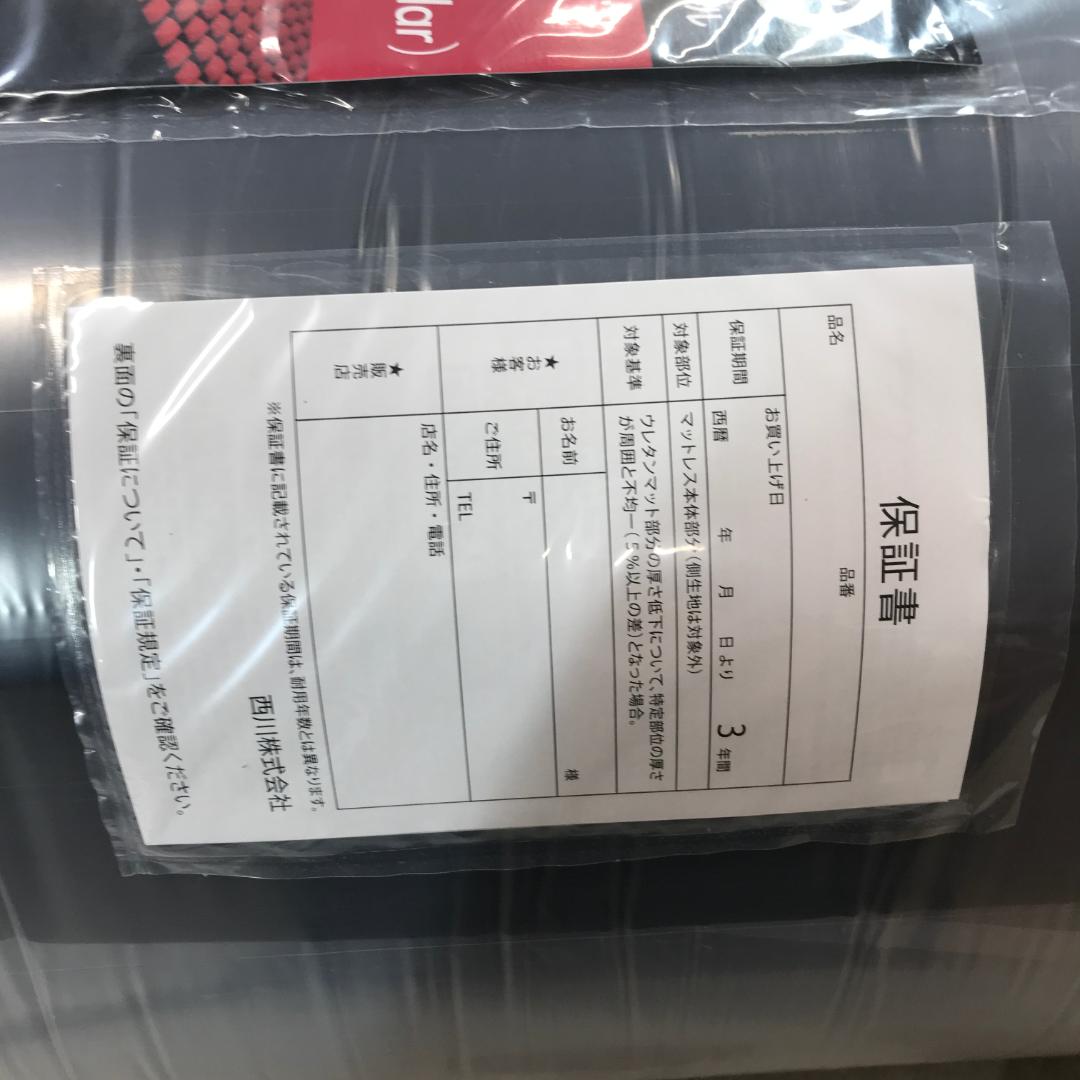 lar)
ル
保証書
品名
品番
保証期間
お買い上げ日
西暦 年 月 日より 3 年間
対象部位
マットレス本体部分(側生地は対象外)
対象基準
ウレタンマット部分の厚さ低下について、特定部位の厚さ
が周囲と不均一(5%以上の差)となった場合。
★お客様
お名前
様
ご住所
〒
TEL
★販売店
店名・住所・電話
※保証書に記載されている保証期間は、耐用年数とは異なります。
西川株式会社
裏面の「保証について」・「保証規定」をご確認ください。